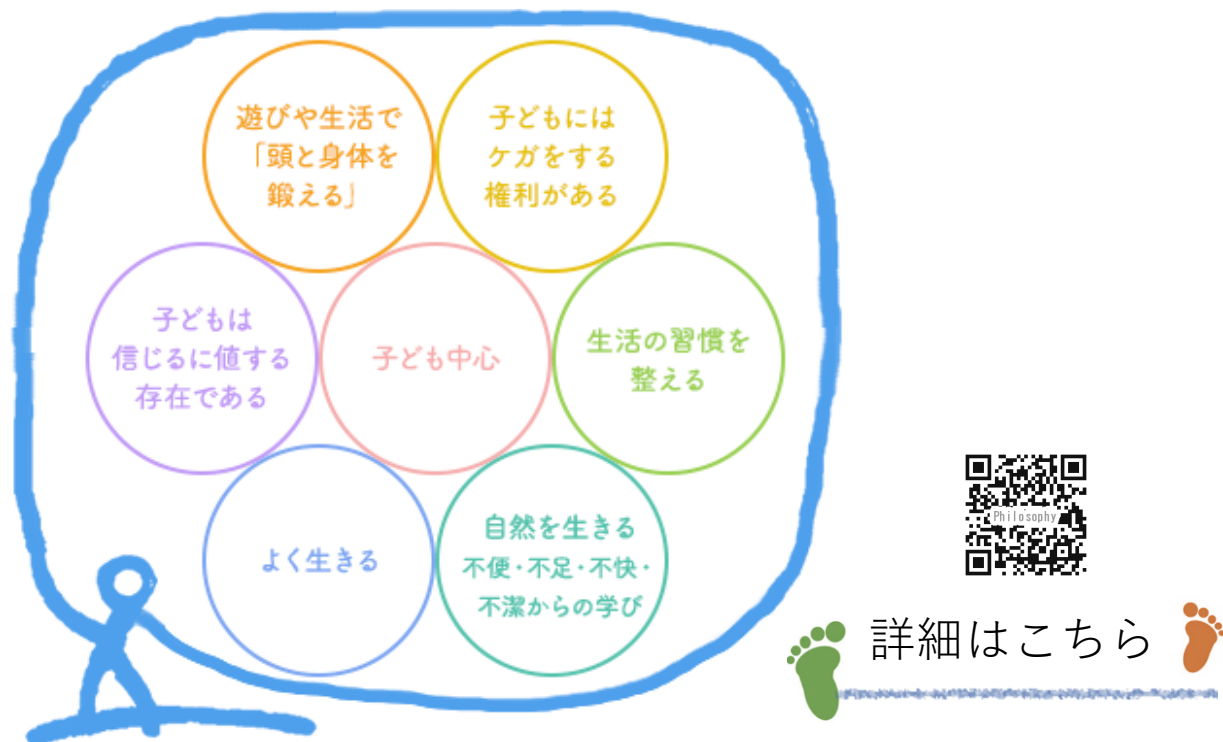 遊びや生活で
「頭と身体を
鍛える」
子どもには
ケガをする
権利がある
子どもは
信じるに値する
存在である
子ども中心
生活の習慣を
整える
よく生きる
自然を生きる
不便・不足・不快・
不潔からの学び
Philosophy
詳細はこちら